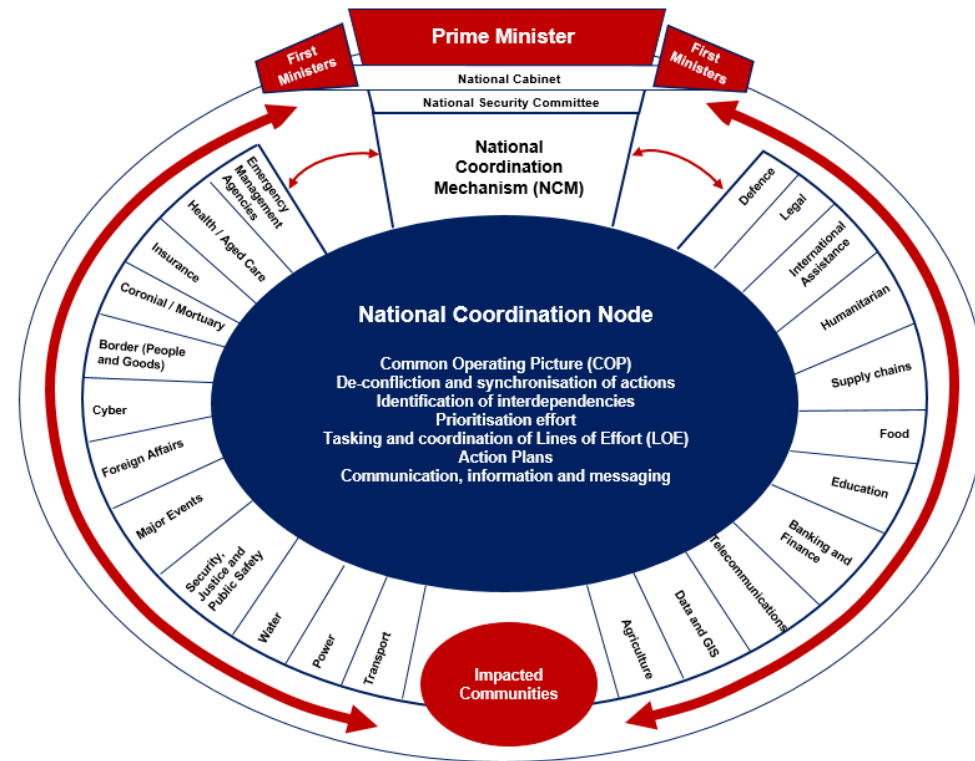 Prime Minister
First
Ministers
First
Ministers
National Cabinet
National Security Committee
National
Coordination
Mechanism (NCM)
Emergency
Management
Agencies
Health / Aged Care
Insurance
Coronial / Mortuary
Border (People
and Goods)
Cyber
Foreign Affairs
Major Events
Security,
Justice and
Public Safety
Water
Power
Transport
National Coordination Node
Common Operating Picture (COP)
De-confliction and synchronisation of actions
Identification of interdependencies
Prioritisation effort
Tasking and coordination of Lines of Effort (LOE)
Action Plans
Communication, information and messaging
Defence
Legal
International
Assistance
Humanitarian
Supply chains
Food
Education
Banking and
Finance
Telecommunications
Data and GIS
Agriculture
Impacted
Communities